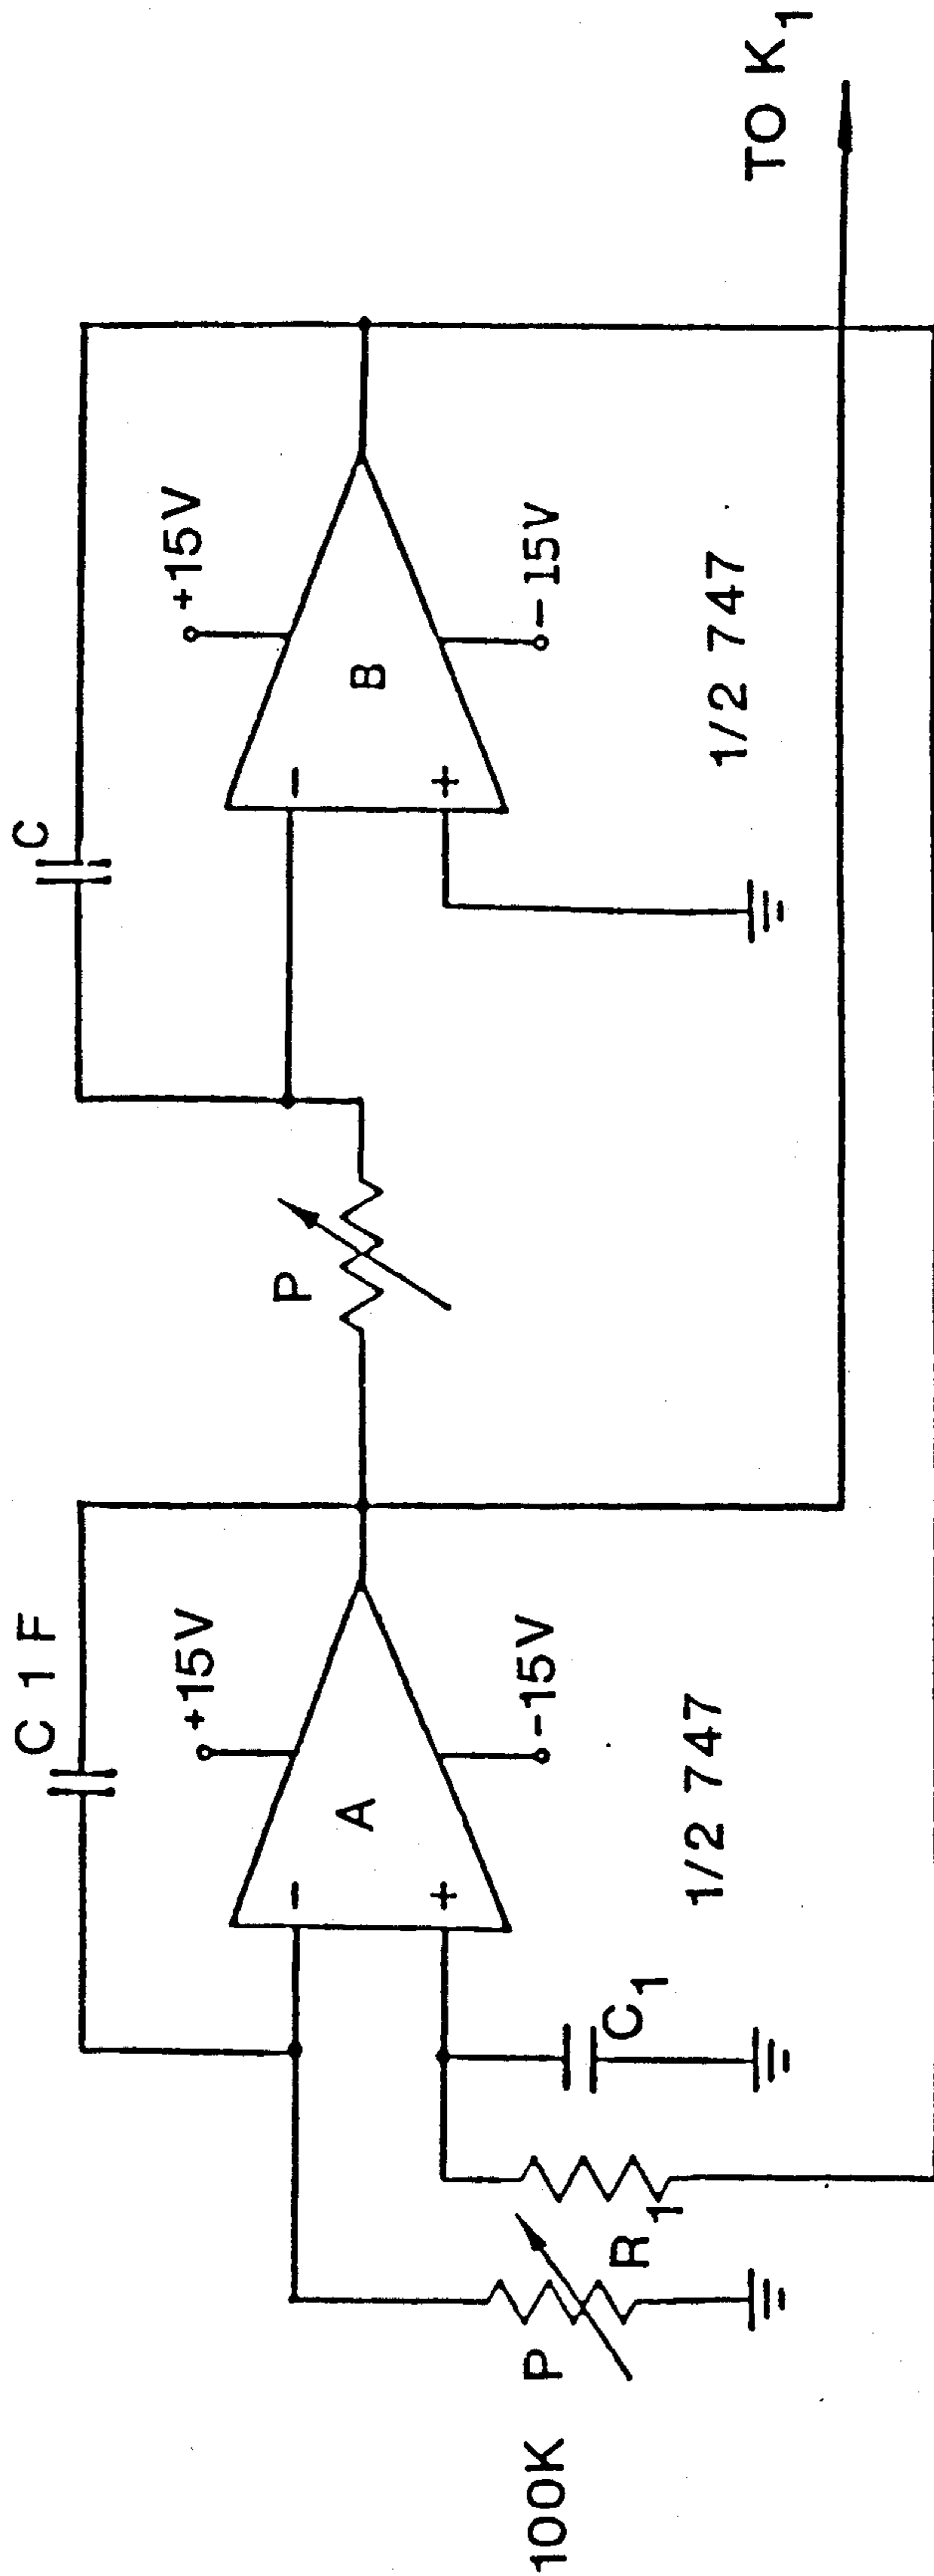 C 1 F
C
+15V
+15V
-
-
A
P
B
+
+
-15V
-15V
100K P
R1
C1
1/2 747
1/2 747
TO K1